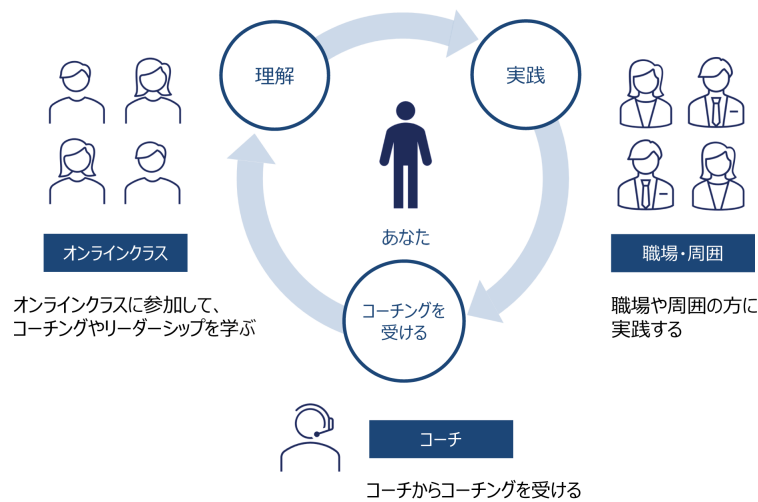 理解
実践
あなた
オンラインクラス
オンラインクラスに参加して、
コーチングやリーダーシップを学ぶ
職場・周囲
職場や周囲の方に
実践する
コーチングを
受ける
コーチ
コーチからコーチングを受ける